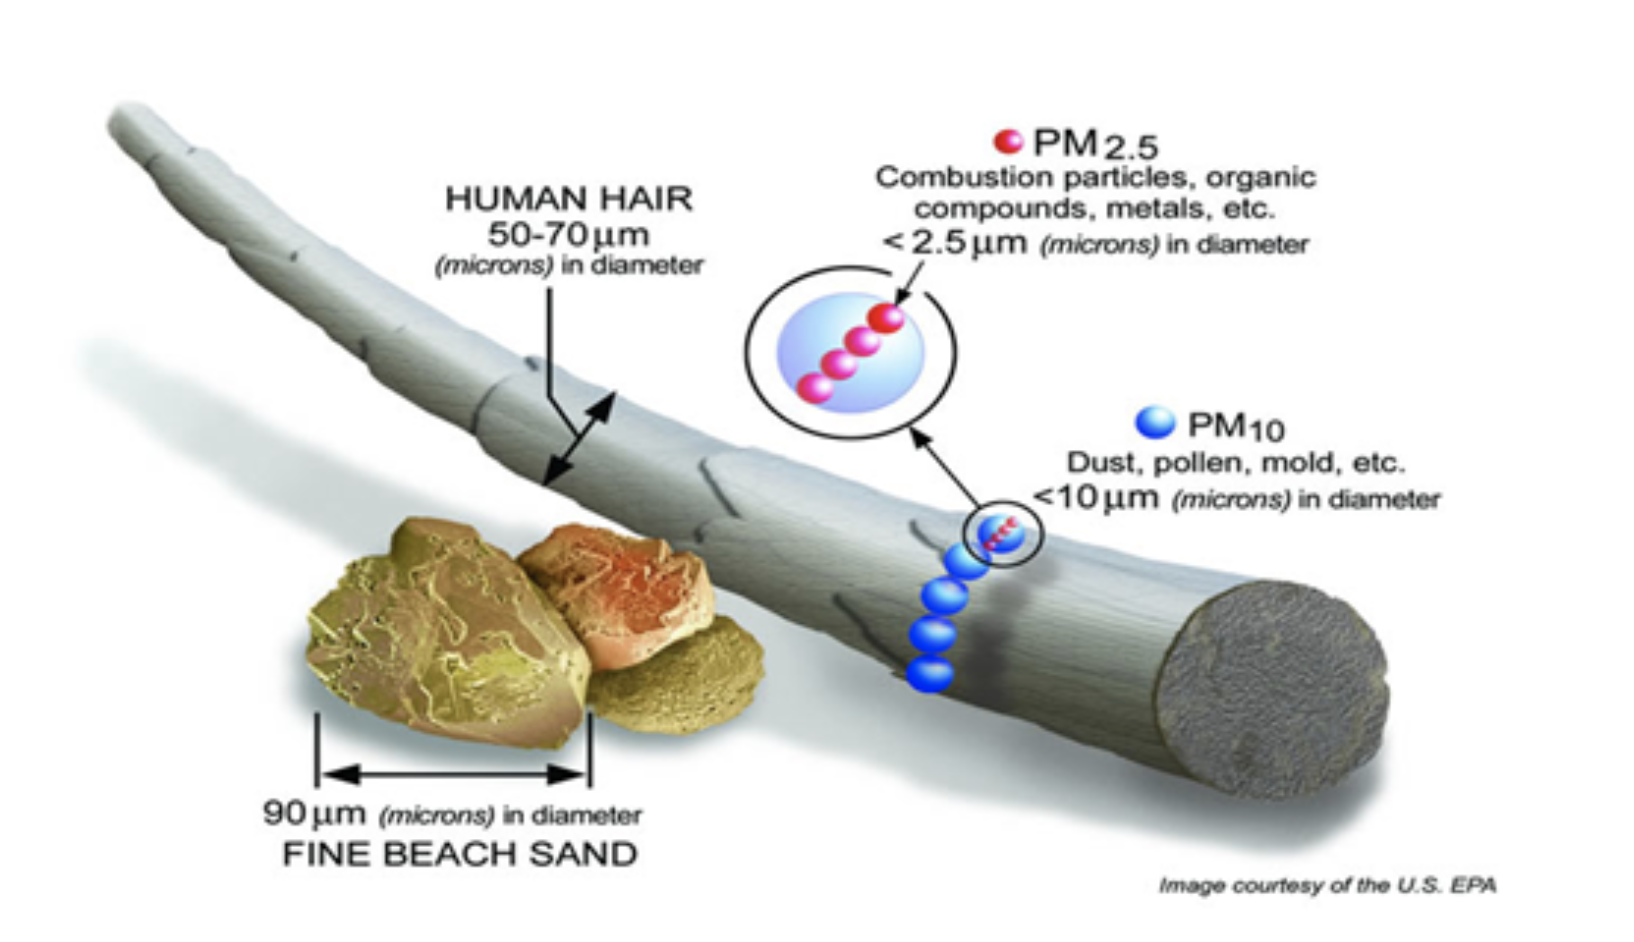 PM2.5
Combustion particles, organic
compounds, metals, etc.
< 2.5 µm (microns) in diameter
HUMAN HAIR
50-70 µm
(microns) in diameter
PM10
Dust, pollen, mold, etc.
<10 µm (microns) in diameter
90 µm (microns) in diameter
FINE BEACH SAND
Image courtesy of the U.S. EPA